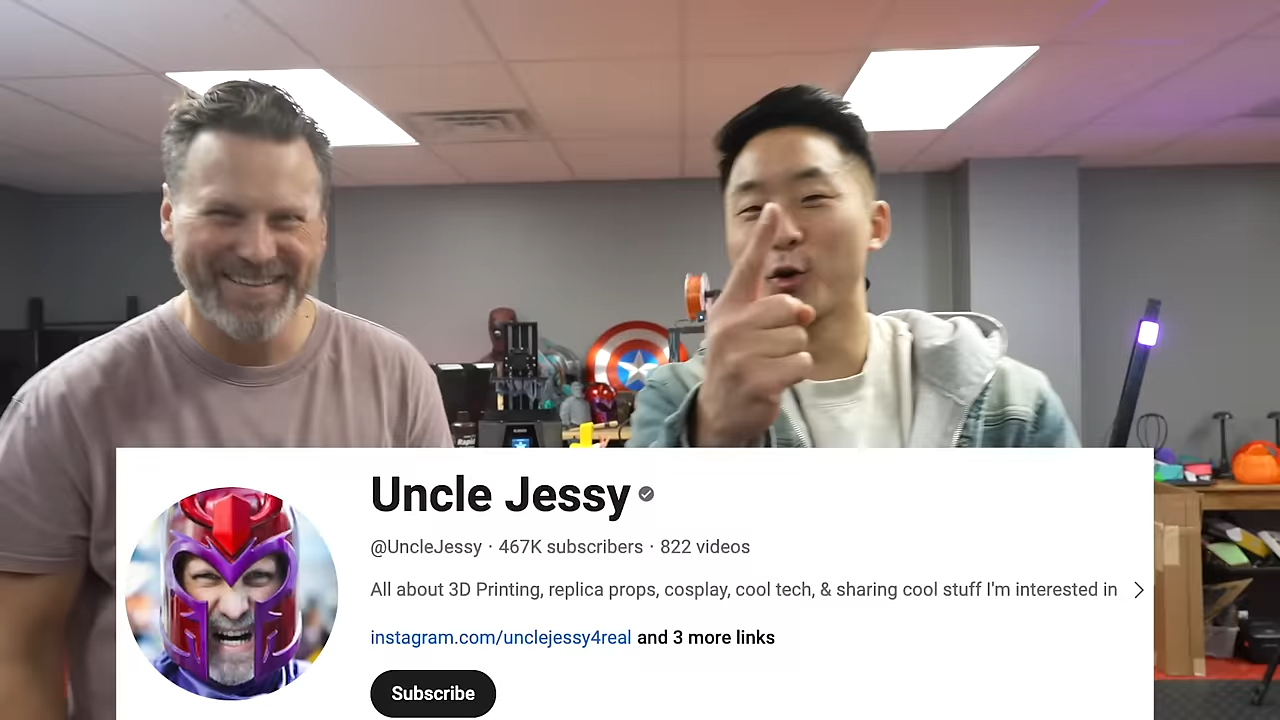 Rapid
Uncle Jessy
@UncleJessy · 467K subscribers · 822 videos
All about 3D Printing, replica props, cosplay, cool tech, & sharing cool stuff I'm interested in
instagram.com/unclejessy4real and 3 more links
Subscribe